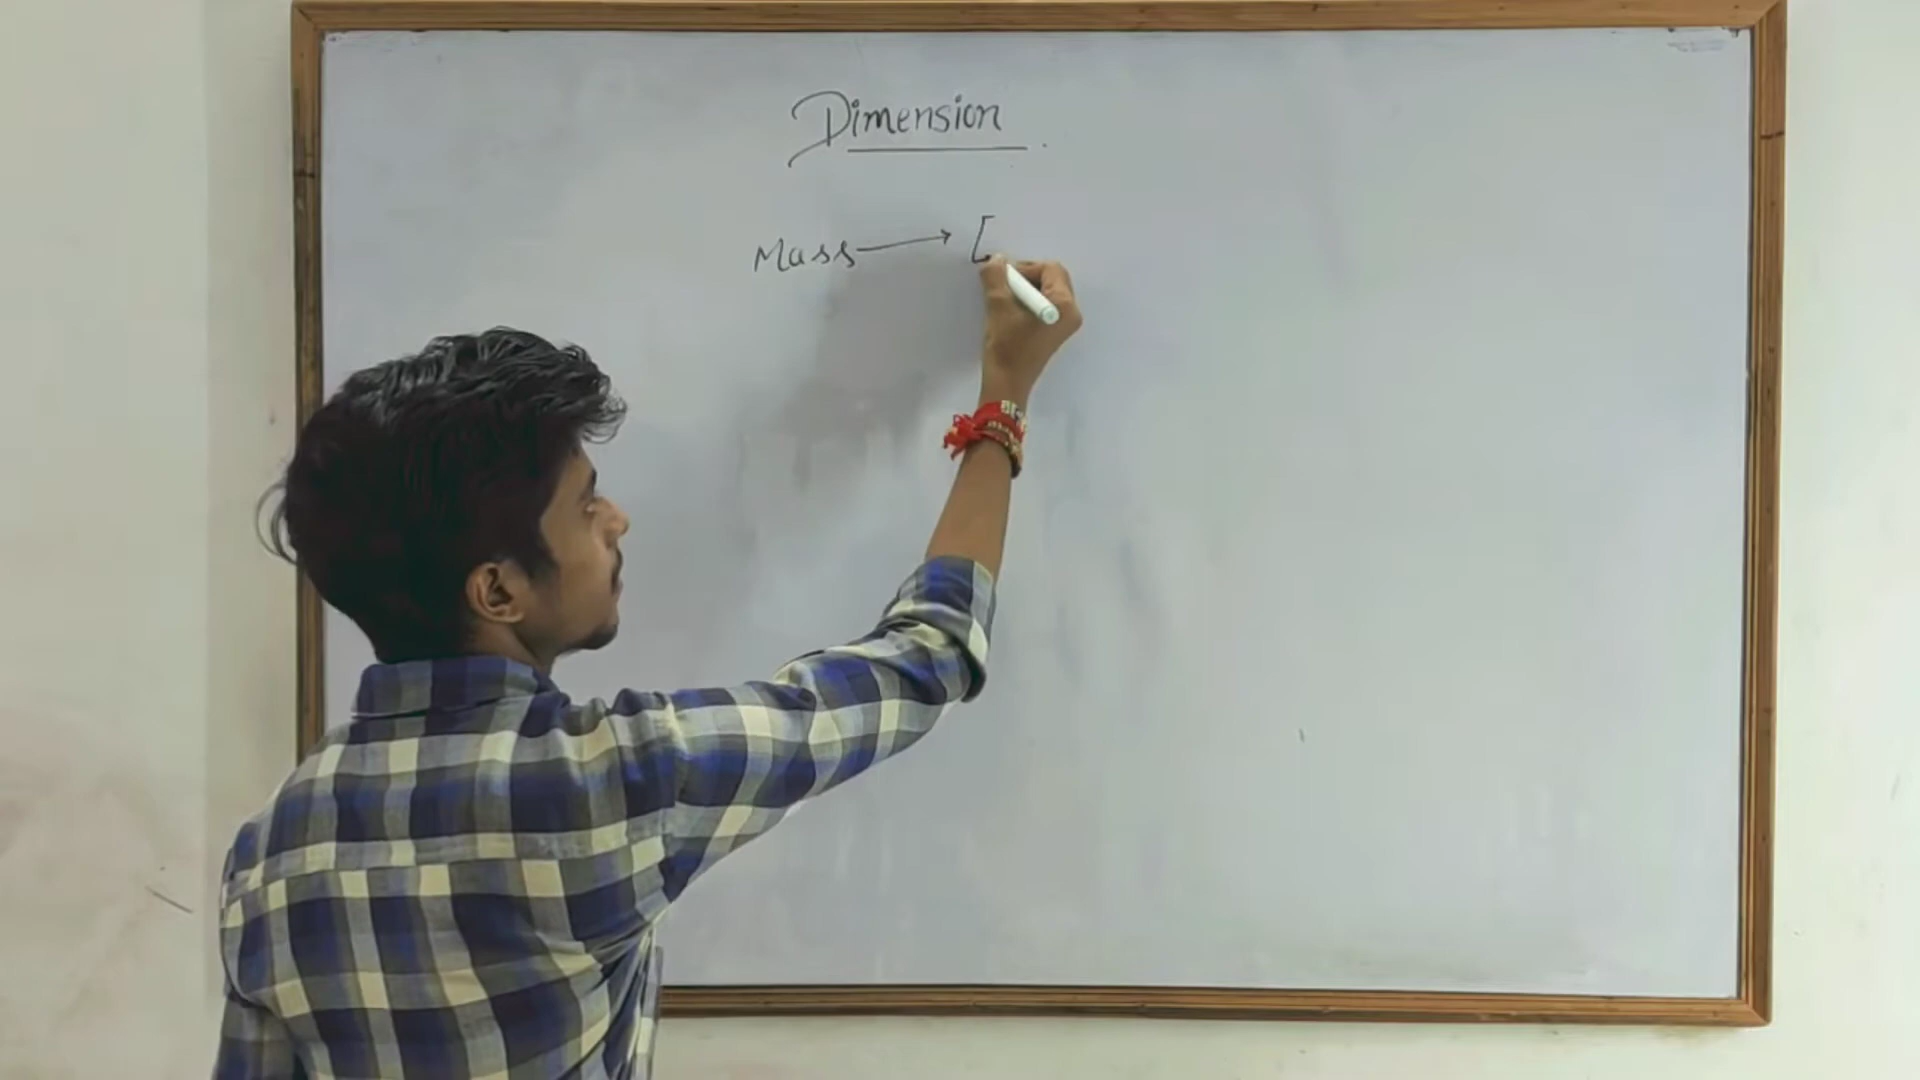 Dimension
Mass → [